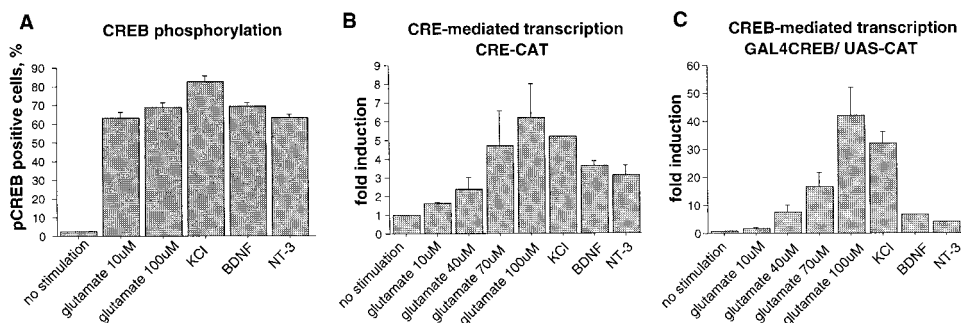 A
CREB phosphorylation
pCREB positive cells, %
90
80
70
60
50
40
30
20
10
0
no stimulation
glutamate 10uM
glutamate 100uM
KCl
BDNF
NT-3
B
CRE-mediated transcription
CRE-CAT
fold induction
9
8
7
6
5
4
3
2
1
0
no stimulation
glutamate 10uM
glutamate 40uM
glutamate 70uM
glutamate 100uM
KCl
BDNF
NT-3
C
CREB-mediated transcription
GAL4CREB/ UAS-CAT
fold induction
60
50
40
30
20
10
0
no stimulation
glutamate 10uM
glutamate 40uM
glutamate 70uM
glutamate 100uM
KCl
BDNF
NT-3